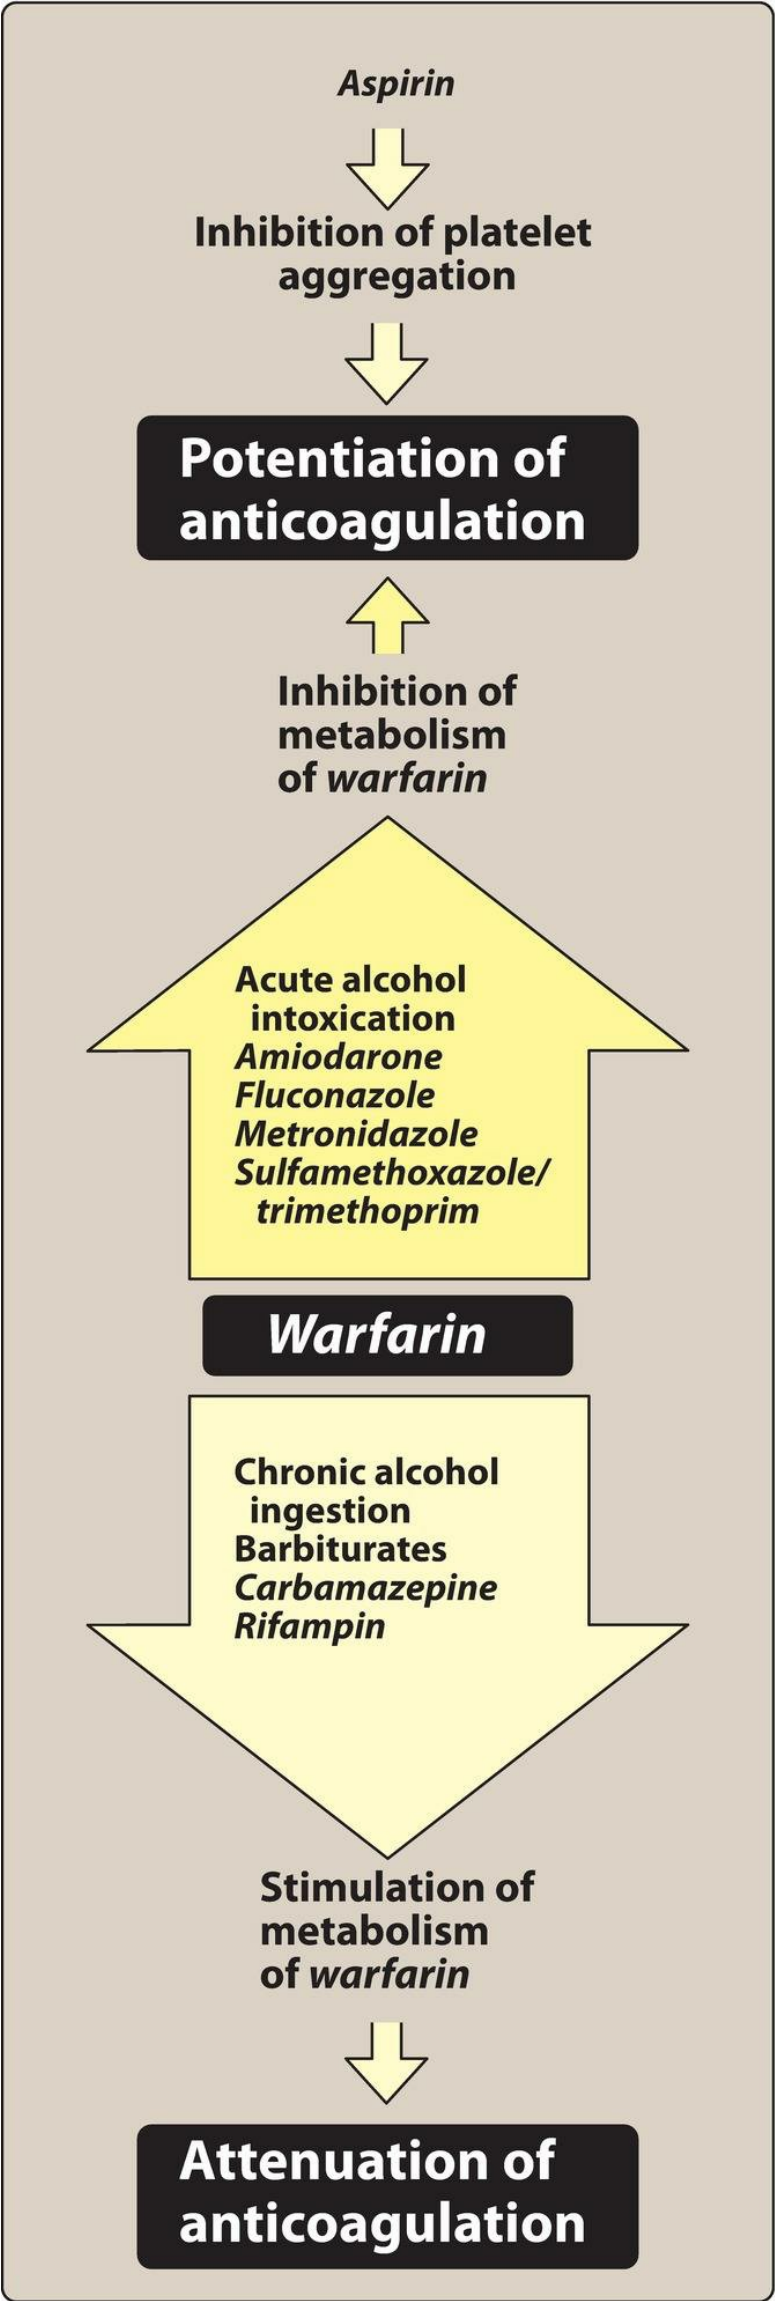 Aspirin
Inhibition of platelet
aggregation
Potentiation of
anticoagulation
Inhibition of
metabolism
of warfarin
Acute alcohol
intoxication
Amiodarone
Fluconazole
Metronidazole
Sulfamethoxazole/
trimethoprim
Warfarin
Chronic alcohol
ingestion
Barbiturates
Carbamazepine
Rifampin
Stimulation of
metabolism
of warfarin
Attenuation of
anticoagulation